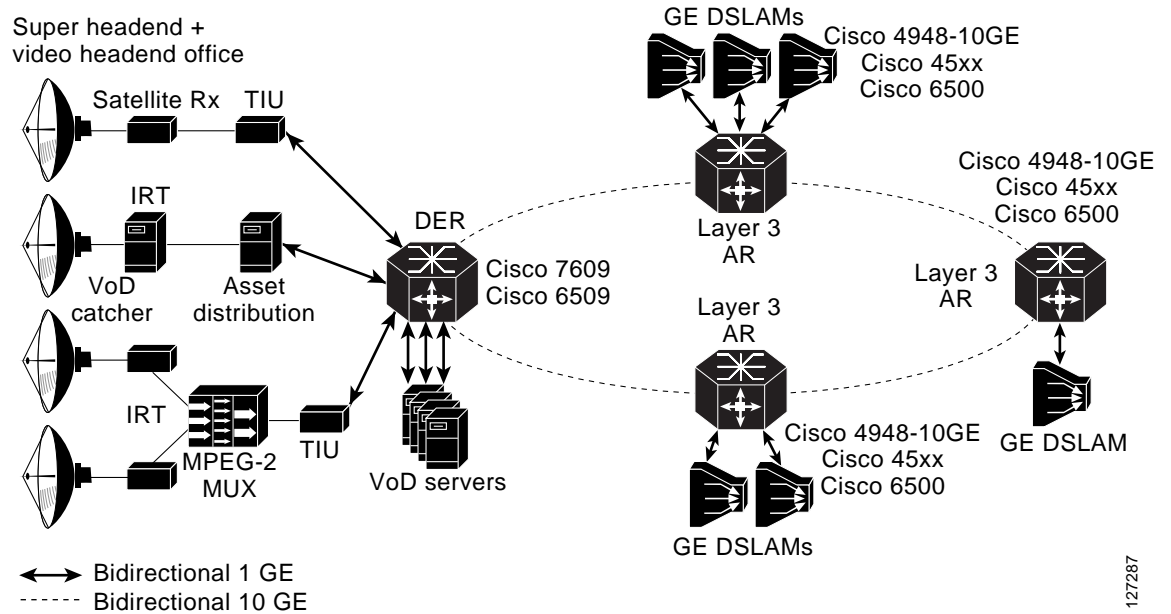 Super headend +
video headend office
Satellite Rx
TIU
IRT
VoD
catcher
Asset
distribution
IRT
MPEG-2
MUX
TIU
DER
Cisco 7609
Cisco 6509
VoD servers
GE DSLAMs
Cisco 4948-10GE
Cisco 45xx
Cisco 6500
Layer 3
AR
Cisco 4948-10GE
Cisco 45xx
Cisco 6500
Layer 3
AR
GE DSLAM
Layer 3
AR
Cisco 4948-10GE
Cisco 45xx
Cisco 6500
GE DSLAMs
Bidirectional 1 GE
Bidirectional 10 GE
127287